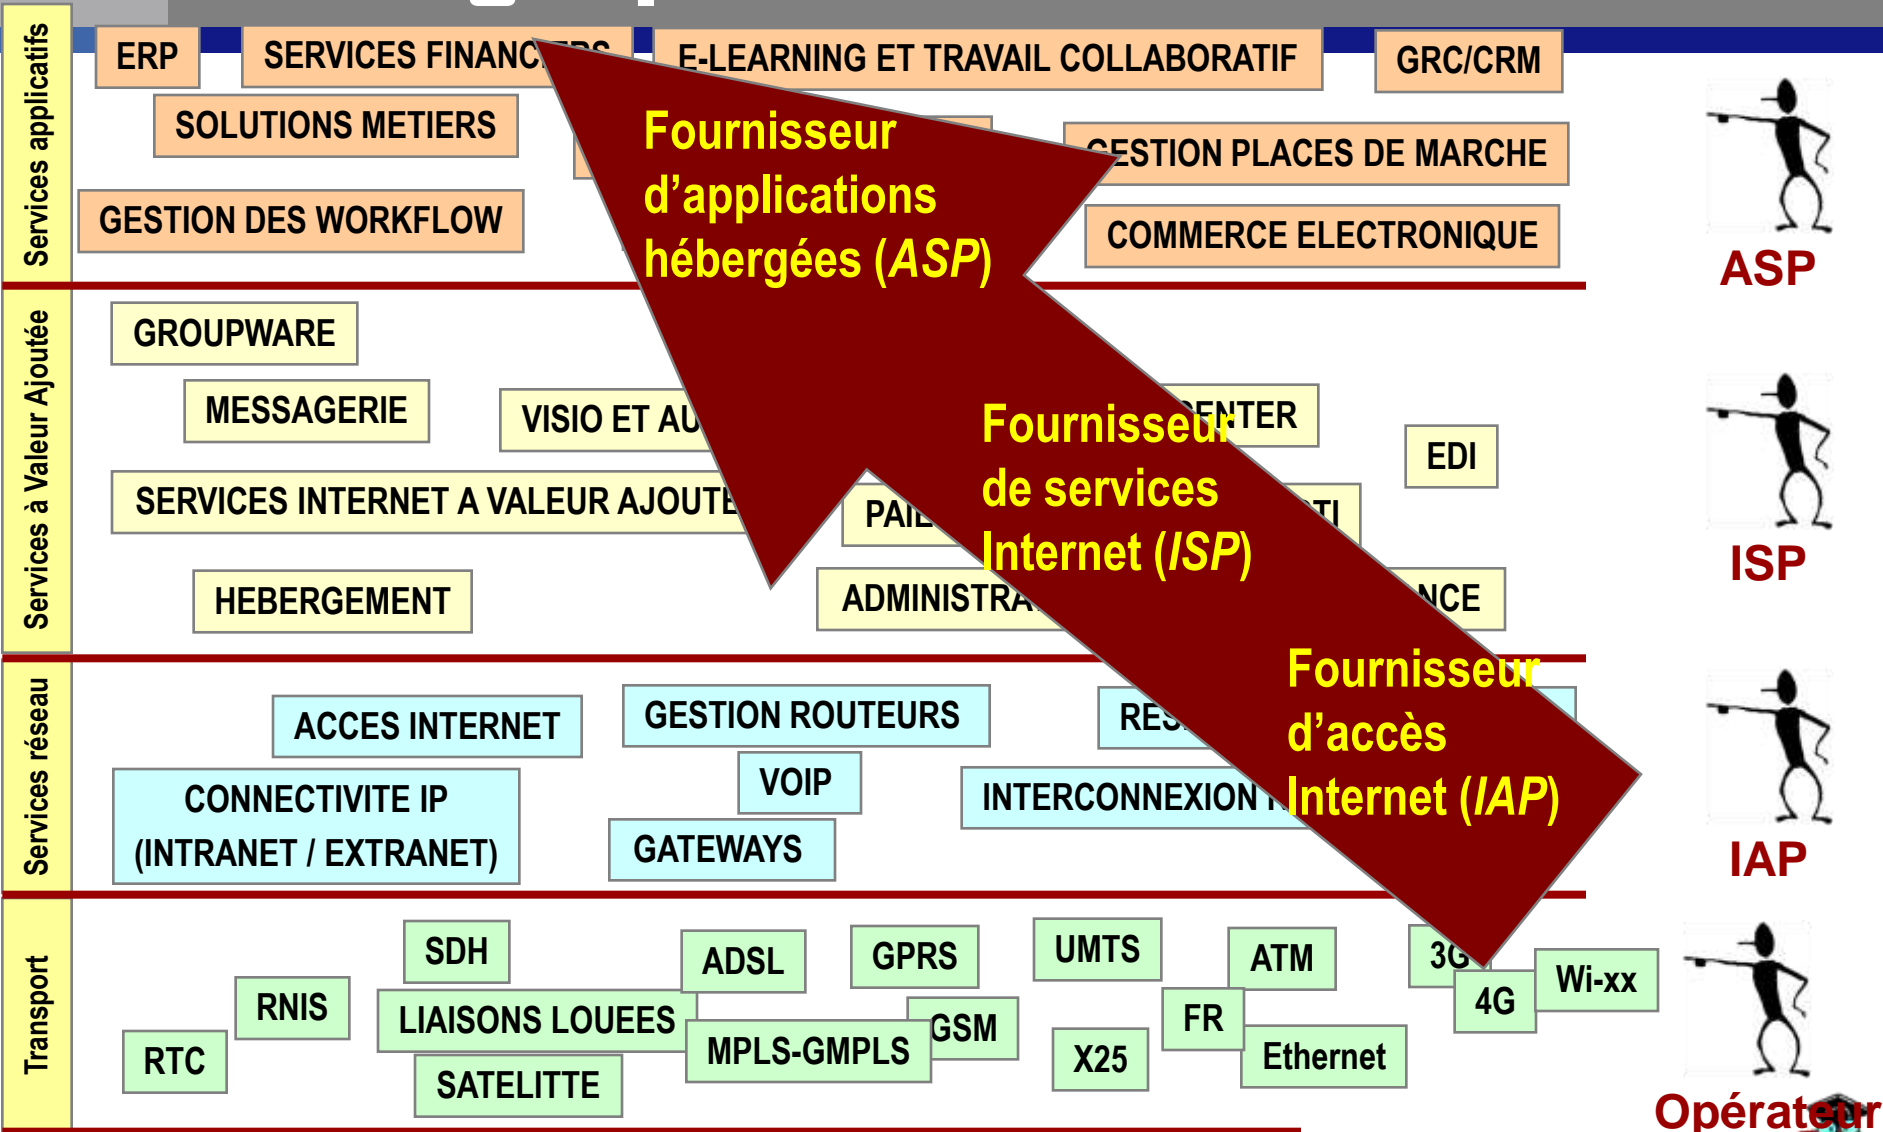 Services applicatifs
ERP
SERVICES FINANCIERS
E-LEARNING ET TRAVAIL COLLABORATIF
GRC/CRM
SOLUTIONS METIERS
GESTION PLACES DE MARCHE
GESTION DES WORKFLOW
COMMERCE ELECTRONIQUE
Fournisseur
d’applications
hébergées (ASP)
ASP
Services à Valeur Ajoutée
GROUPWARE
MESSAGERIE
VISIO ET
EDI
SERVICES INTERNET A VALEUR AJOUTE
HEBERGEMENT
Fournisseur
de services
Internet (ISP)
ISP
Services réseau
ACCES INTERNET
GESTION ROUTEURS
VOIP
CONNECTIVITE IP
(INTRANET / EXTRANET)
INTERCONNEXION
GATEWAYS
Fournisseur
d’accès
Internet (IAP)
IAP
Transport
SDH
ADSL
GPRS
UMTS
ATM
3G
4G
Wi-xx
RNIS
LIAISONS LOUEES
GSM
FR
RTC
MPLS-GMPLS
X25
Ethernet
SATELITTE
Opérateur